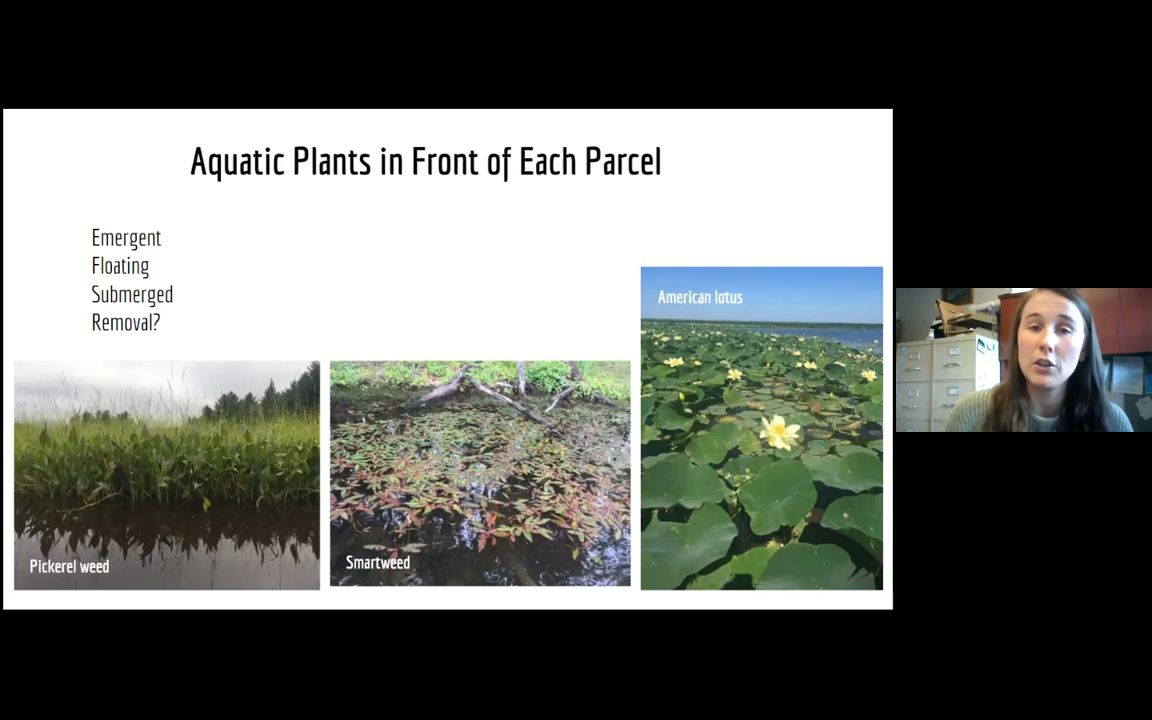 Aquatic Plants in Front of Each Parcel
Emergent
Floating
Submerged
Removal?
American lotus
Pickerel weed
Smartweed